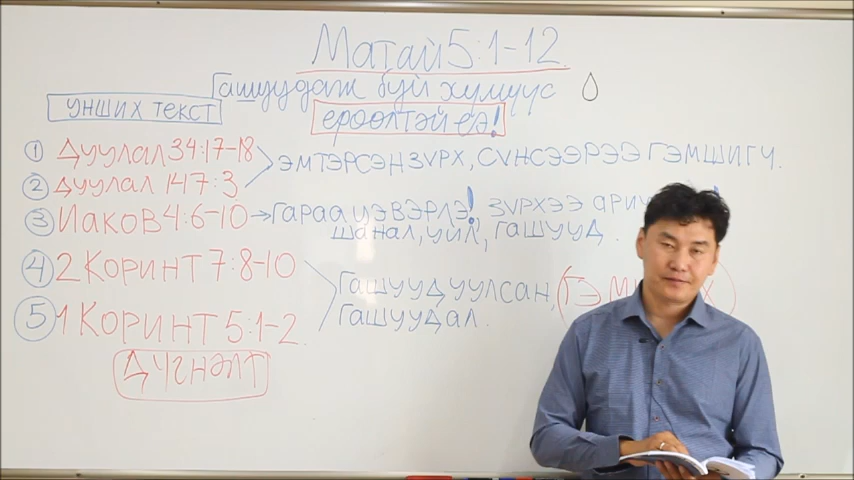 Матай 5:1-12
Гашуудаж буй хүмүүс
ерөөлтэй еэ!
унших текст
① Дуулал 34:17-18
ЭМТЭРСЭН ЗҮРХ, СҮНСЭЭРЭЭ ГЭМШИГЧ.
② Дуулал 147:3
③ Иаков 4:6-10 → ГАРАА ЦЭВЭРЛЭ!, ЗҮРХЭЭ
ШАНАЛ, УЙЛ, ГАШУУД.
④ 2 Коринт 7:8-10
Гашуудуулсан,
⑤ 1 Коринт 5:1-2
Гашуудал.
ДҮГНЭЛТ